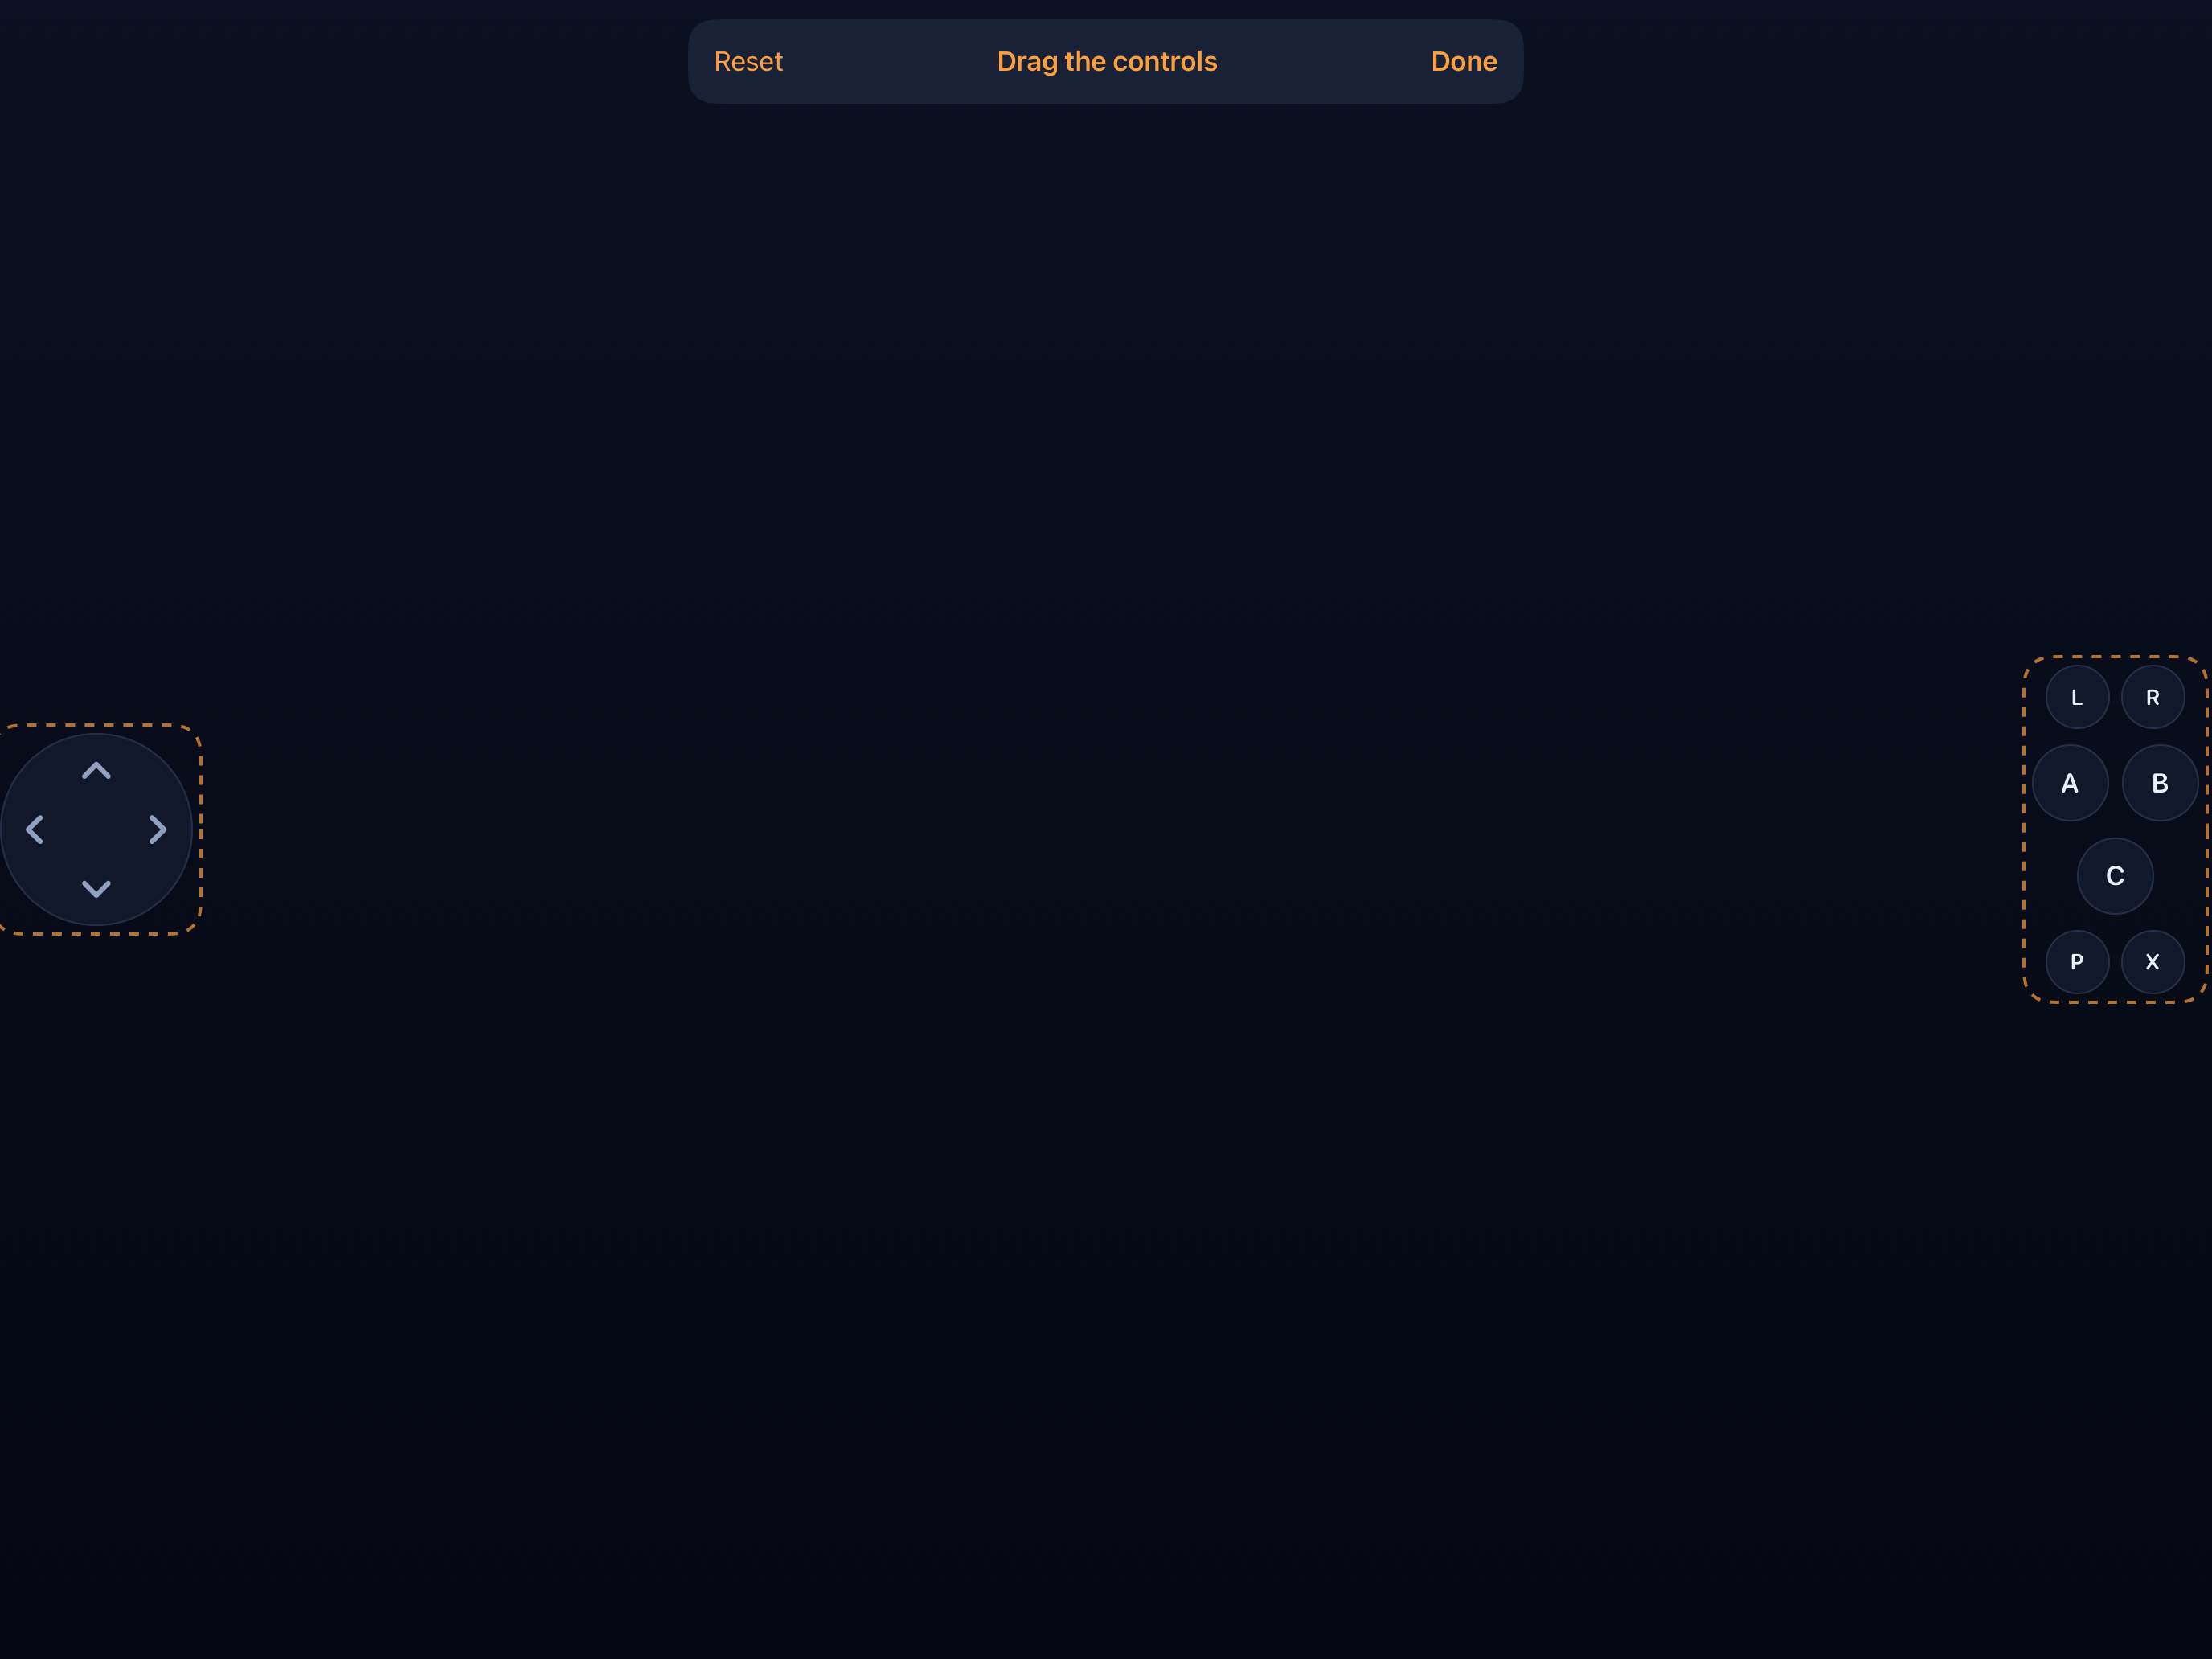 Reset Drag the controls Done
L R
A B
C
P X